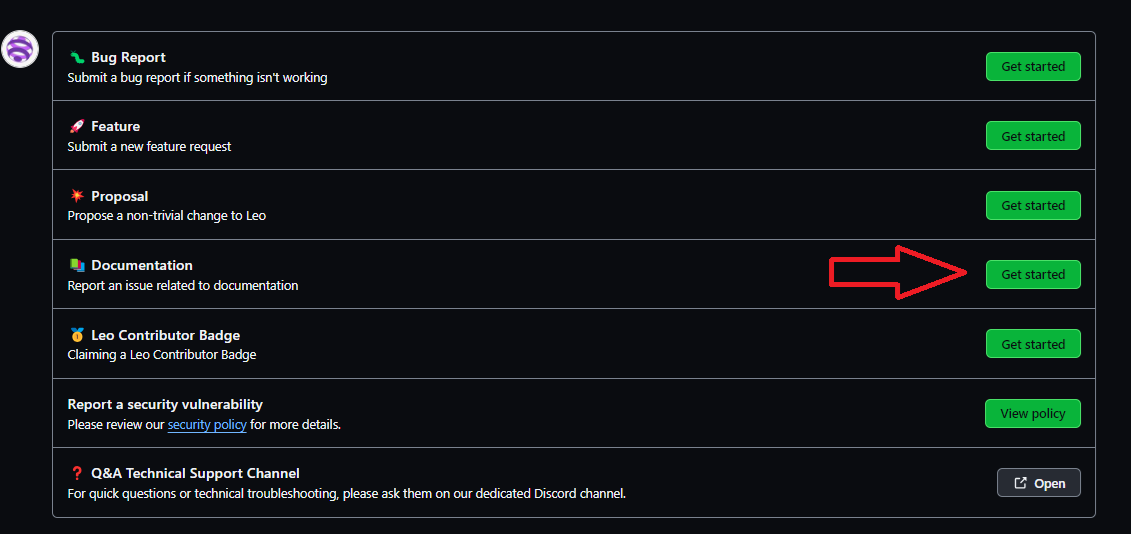 Bug Report
Submit a bug report if something isn't working
Get started
Feature
Submit a new feature request
Get started
Proposal
Propose a non-trivial change to Leo
Get started
Documentation
Report an issue related to documentation
Get started
Leo Contributor Badge
Claiming a Leo Contributor Badge
Get started
Report a security vulnerability
Please review our security policy for more details.
View policy
Q&A Technical Support Channel
For quick questions or technical troubleshooting, please ask them on our dedicated Discord channel.
Open